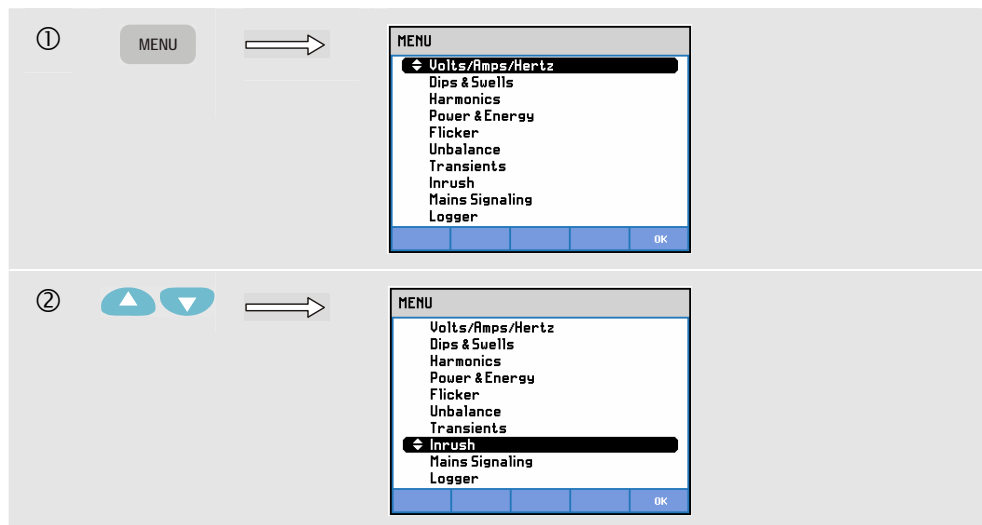 ①
MENU
MENU
Volts/Amps/Hertz
Dips & Swells
Harmonics
Power & Energy
Flicker
Unbalance
Transients
Inrush
Mains Signaling
Logger
OK
②
MENU
Volts/Amps/Hertz
Dips & Swells
Harmonics
Power & Energy
Flicker
Unbalance
Transients
Inrush
Mains Signaling
Logger
OK